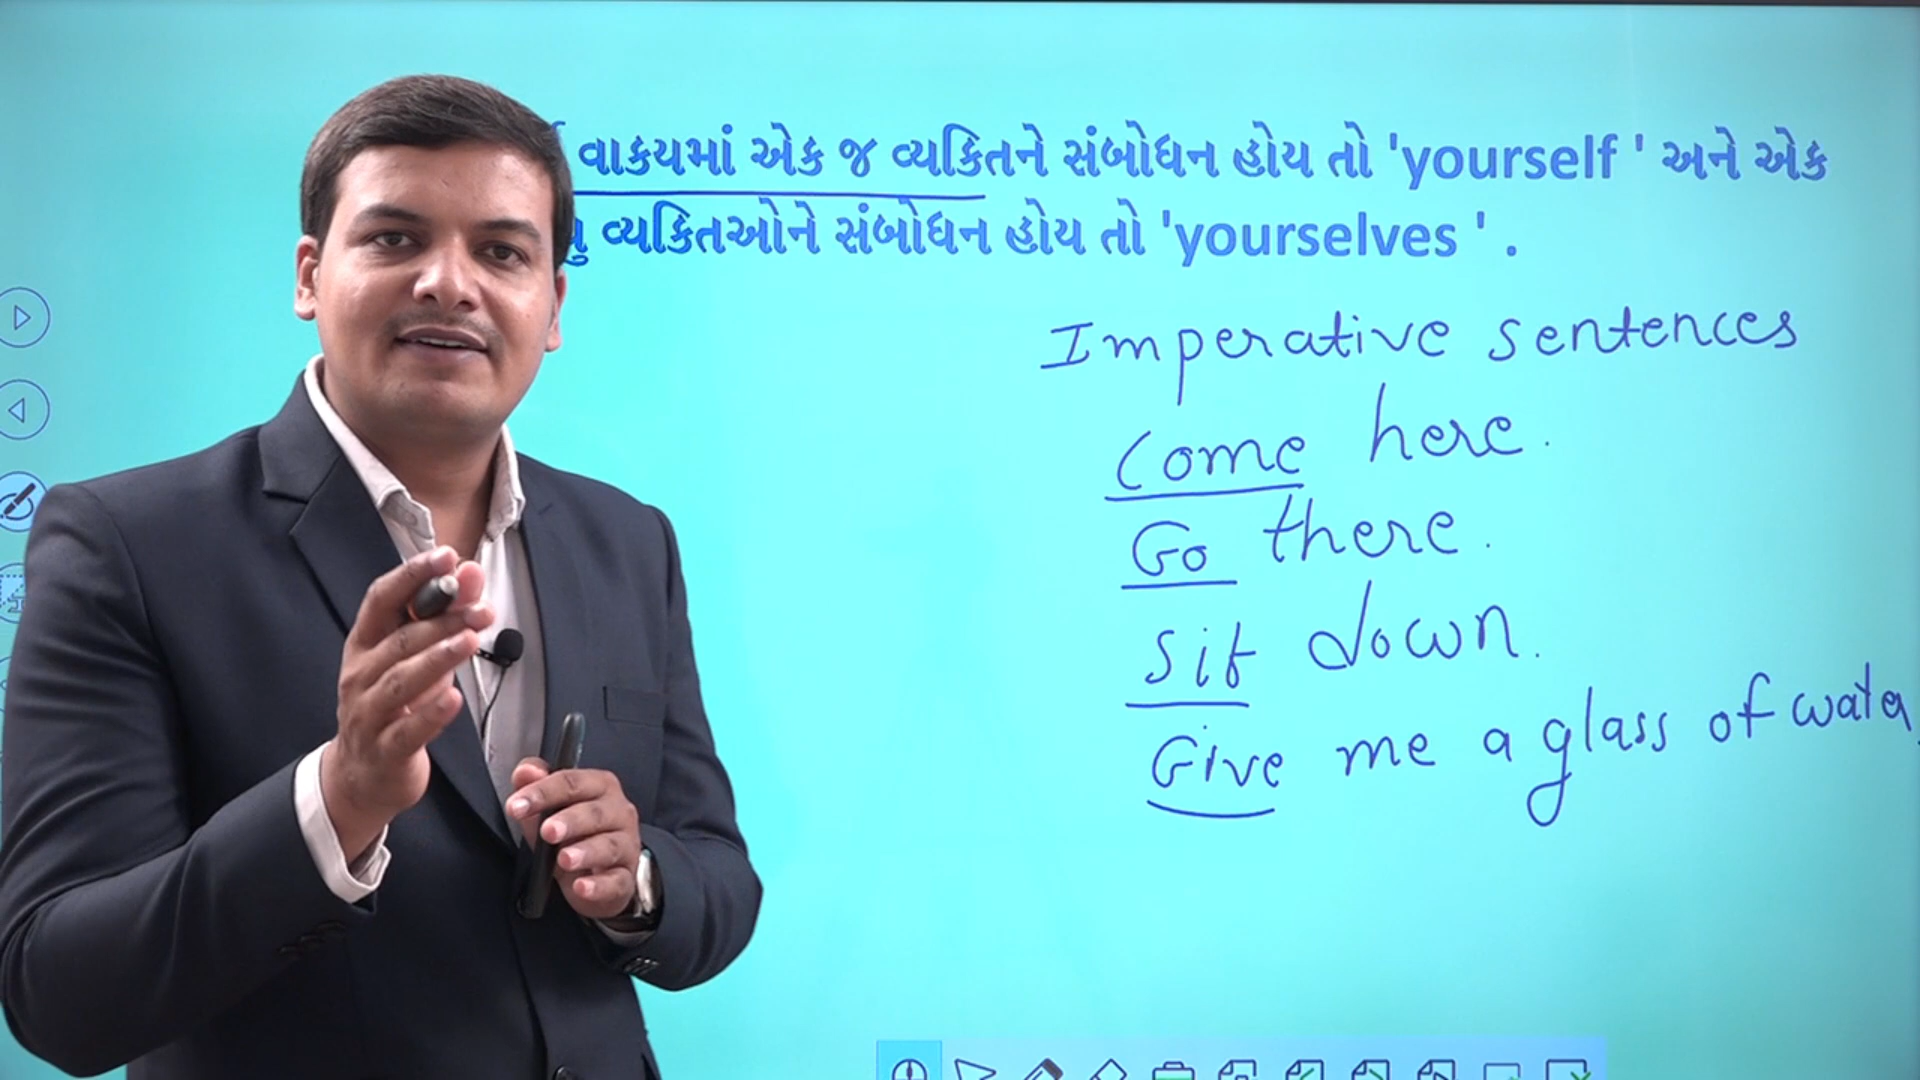 વાકયમાં એક જ વ્યકિતને સંબોધન હોય તો 'yourself ' અને એક
વ્યકિતઓને સંબોધન હોય તો 'yourselves ' .
Imperative sentences
Come here.
Go there.
Sit down.
Give me a glass of water.